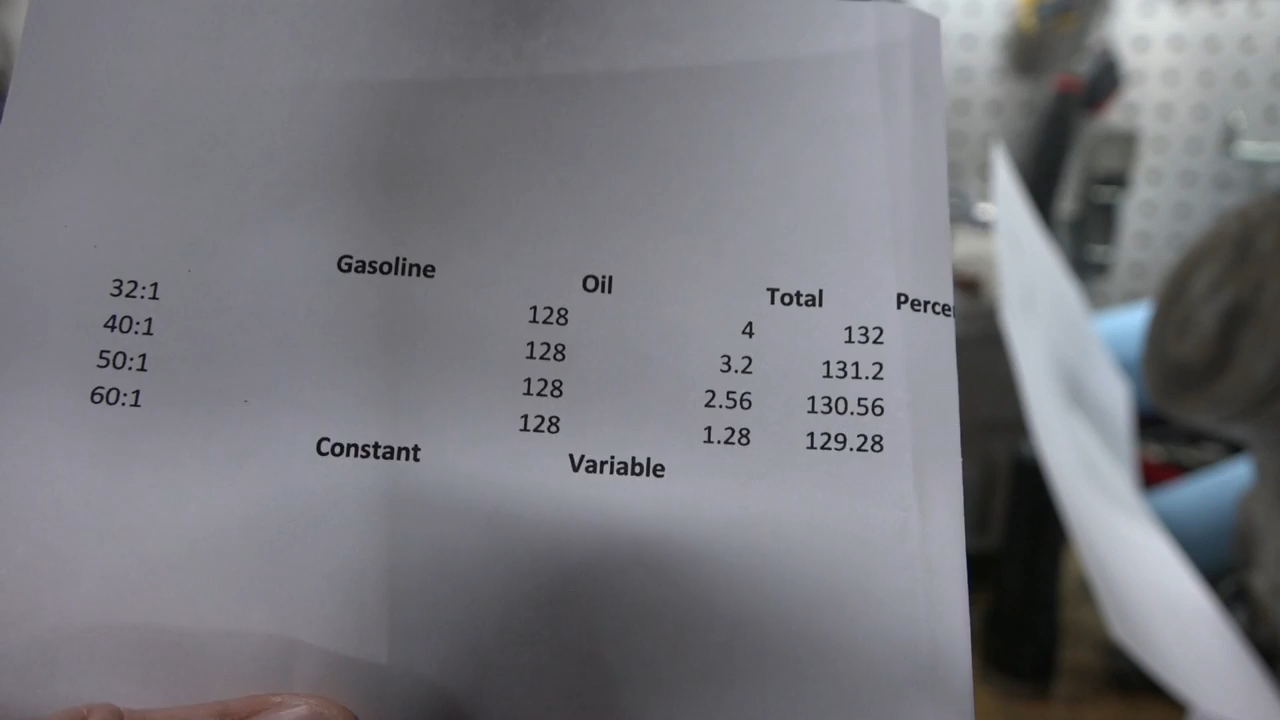 Gasoline Oil Total Perce
32:1 128 4 132
40:1 128 3.2 131.2
50:1 128 2.56 130.56
60:1 128 1.28 129.28
Constant Variable